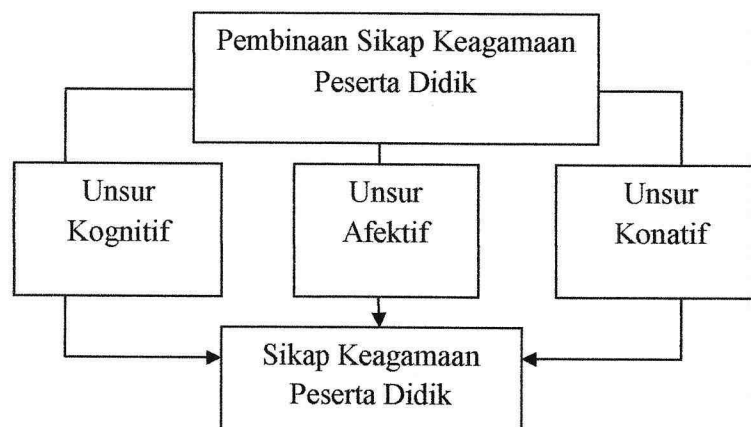 Pembinaan Sikap Keagamaan
Peserta Didik
Unsur
Kognitif
Unsur
Afektif
Unsur
Konatif
Sikap Keagamaan
Peserta Didik